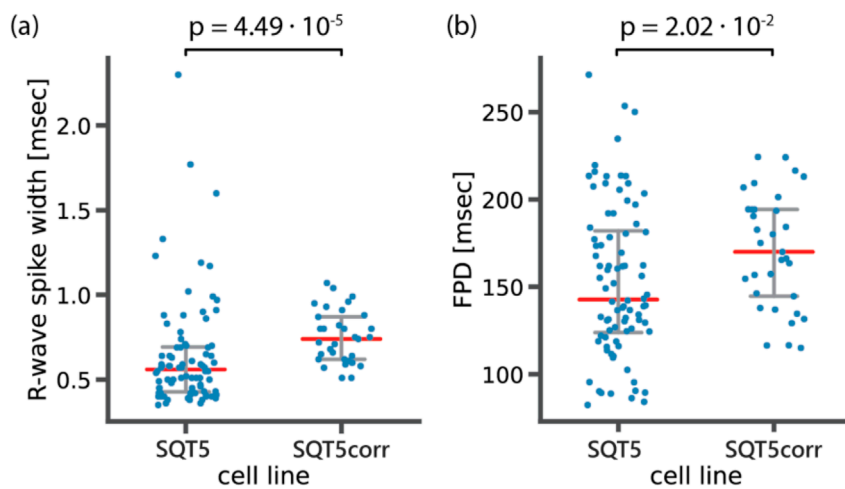 (a)
p = 4.49 · 10⁻⁵
R-wave spike width [msec]
2.0
1.5
1.0
0.5
SQT5
SQT5corr
cell line
(b)
p = 2.02 · 10⁻²
FPD [msec]
250
200
150
100
SQT5
SQT5corr
cell line